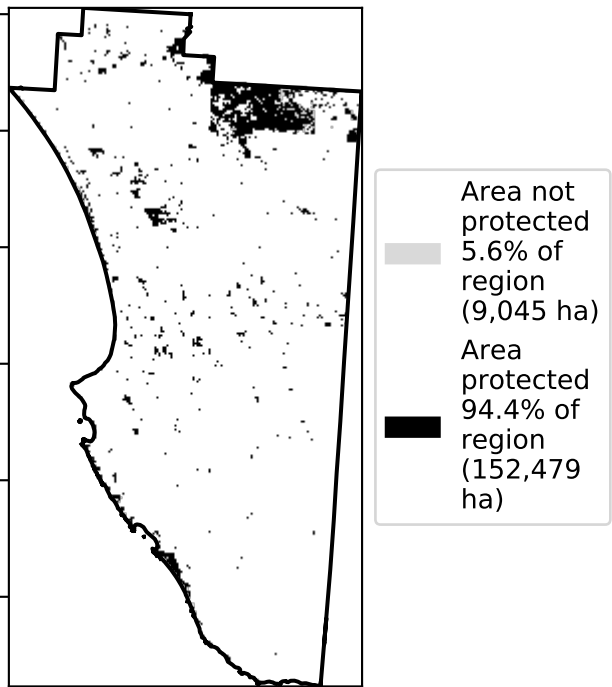 Area not
protected
5.6% of
region
(9,045 ha)
Area
protected
94.4% of
region
(152,479
ha)